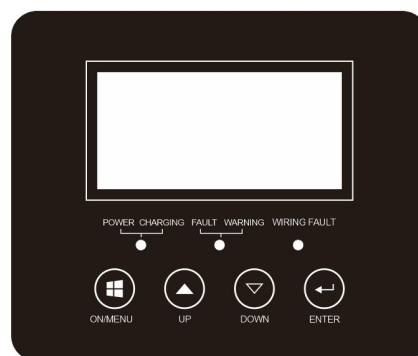 POWER CHARGING FAULT WARNING WIRING FAULT
ON/MENU UP DOWN ENTER